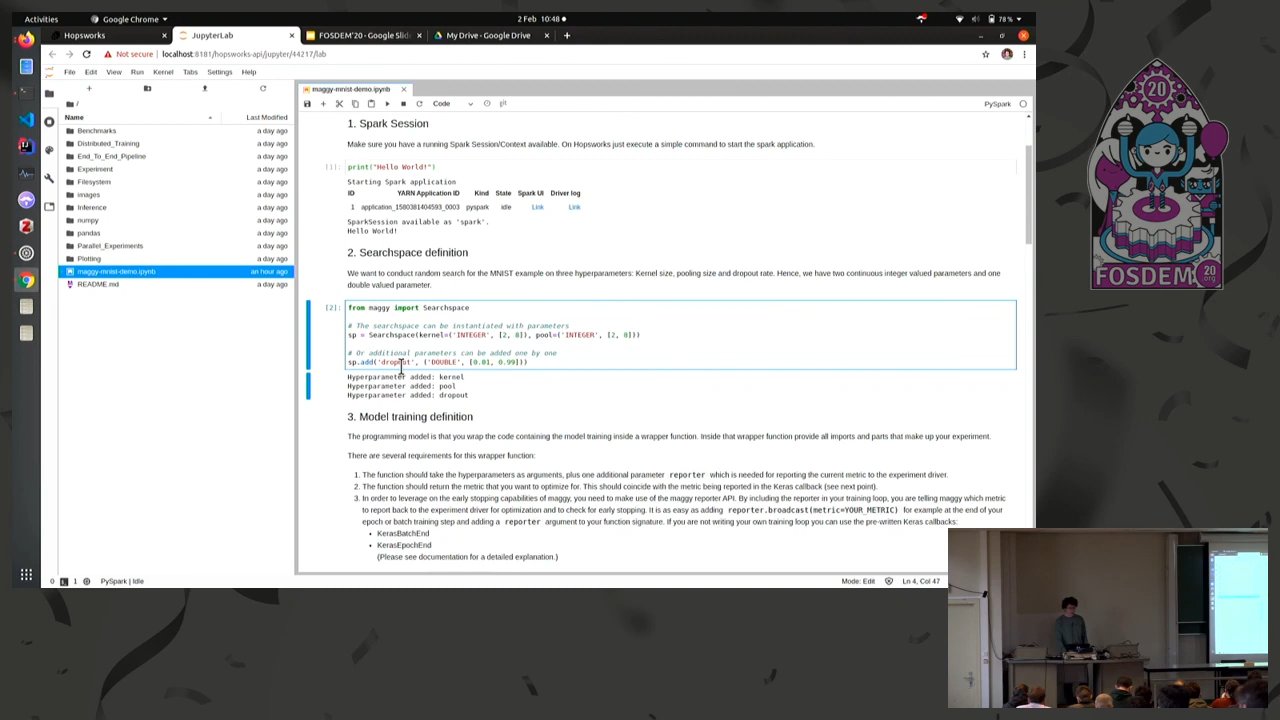 Activities
Google Chrome
2 Feb 10:48
78 %
Hopsworks
JupyterLab
FOSDEM'20 - Google Slid
My Drive - Google Drive
Not secure
localhost:8181/hopsworks-api/jupyter/44217/lab
File Edit View Run Kernel Tabs Settings Help
maggy-mnist-demo.ipynb
Code
git
PySpark
/
Name
Last Modified
Benchmarks a day ago
Distributed_Training a day ago
End_To_End_Pipeline a day ago
Experiment a day ago
Filesystem a day ago
images a day ago
Inference a day ago
numpy a day ago
pandas a day ago
Parallel_Experiments a day ago
Plotting a day ago
maggy-mnist-demo.ipynb an hour ago
README.md a day ago
1. Spark Session
Make sure you have a running Spark Session/Context available. On Hopsworks just execute a simple command to start the spark application.
[1]: print("Hello World!")
Starting Spark application
ID YARN Application ID Kind State Spark UI Driver log
1 application_1580381404593_0003 pyspark idle Link Link
SparkSession available as 'spark'.
Hello World!
2. Searchspace definition
We want to conduct random search for the MNIST example on three hyperparameters: Kernel size, pooling size and dropout rate. Hence, we have two continuous integer valued parameters and one
double valued parameter.
[2]: from maggy import Searchspace
# The searchspace can be instantiated with parameters
sp = Searchspace(kernel=('INTEGER', [2, 8]), pool=('INTEGER', [2, 8]))
# Or additional parameters can be added one by one
sp.add('dropout', ('DOUBLE', [0.01, 0.99]))
Hyperparameter added: kernel
Hyperparameter added: pool
Hyperparameter added: dropout
3. Model training definition
The programming model is that you wrap the code containing the model training inside a wrapper function. Inside that wrapper function provide all imports and parts that make up your experiment.
There are several requirements for this wrapper function:
1. The function should take the hyperparameters as arguments, plus one additional parameter reporter which is needed for reporting the current metric to the experiment driver.
2. The function should return the metric that you want to optimize for. This should coincide with the metric being reported in the Keras callback (see next point).
3. In order to leverage on the early stopping capabilities of maggy, you need to make use of the maggy reporter API. By including the reporter in your training loop, you are telling maggy which metric
to report back to the experiment driver for optimization and to check for early stopping. It is as easy as adding reporter.broadcast(metric=YOUR_METRIC) for example at the end of your
epoch or batch training step and adding a reporter argument to your function signature. If you are not writing your own training loop you can use the pre-written Keras callbacks:
• KerasBatchEnd
• KerasEpochEnd
(Please see documentation for a detailed explanation.)
0 1 PySpark | Idle
Mode: Edit
Ln 4, Col 47
20
FOSDEM 20
.org